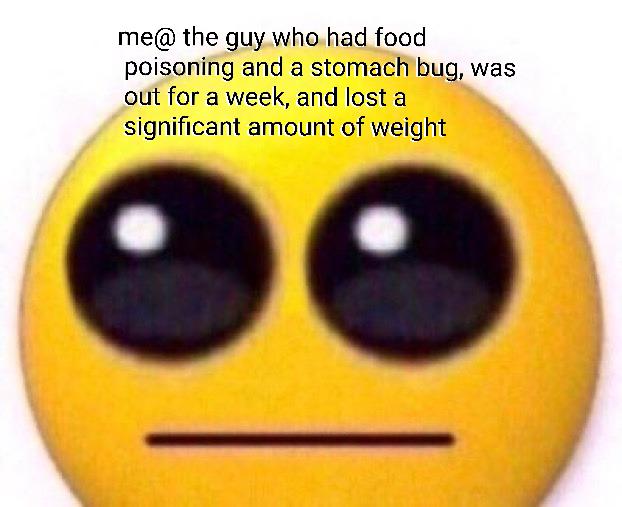 me@ the guy who had food
poisoning and a stomach bug, was
out for a week, and lost a
significant amount of weight